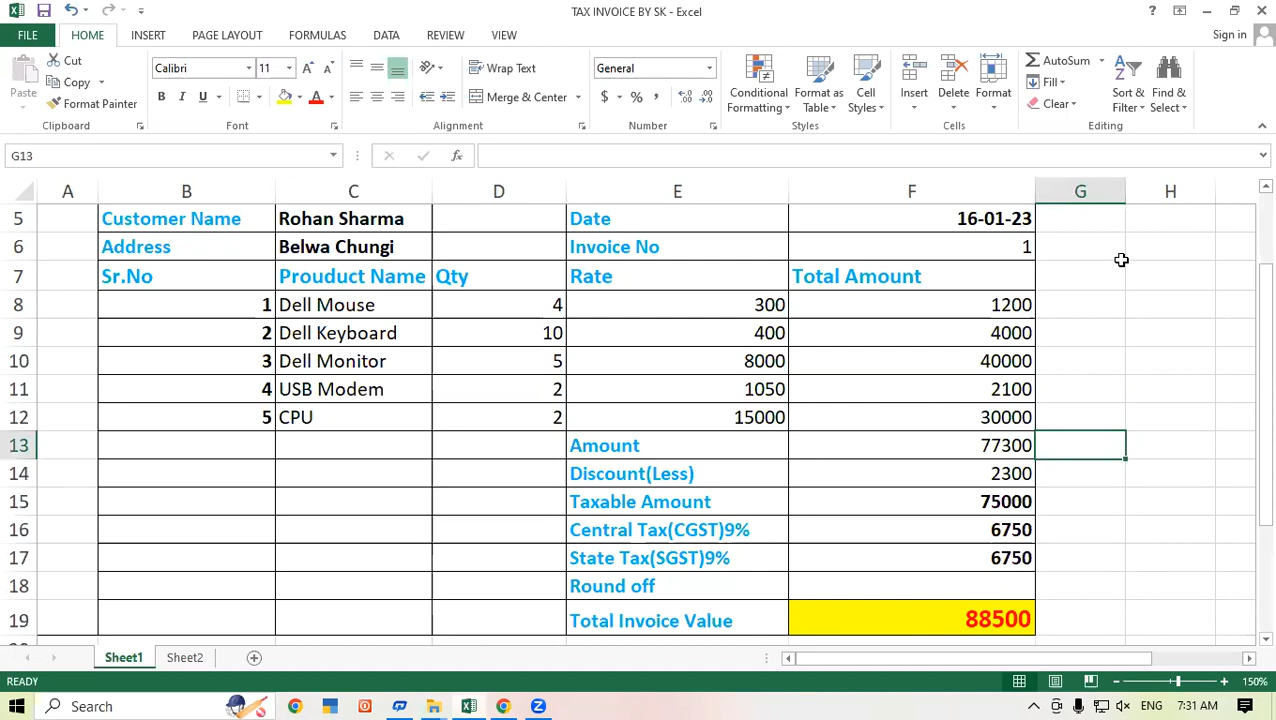 TAX INVOICE BY SK - Excel
FILE HOME INSERT PAGE LAYOUT FORMULAS DATA REVIEW VIEW Sign in
Paste Cut Copy Format Painter Clipboard
Calibri 11 B I U A A A Font
Wrap Text Merge & Center Alignment
General $ % , Number
Conditional Formatting Format as Table Cell Styles Styles
Insert Delete Format Cells
AutoSum Fill Clear Sort & Filter Find & Select Editing
G13 fx
A B C D E F G H
5 Customer Name Rohan Sharma Date 16-01-23
6 Address Belwa Chungi Invoice No 1
7 Sr.No Prouduct Name Qty Rate Total Amount
8 1 Dell Mouse 4 300 1200
9 2 Dell Keyboard 10 400 4000
10 3 Dell Monitor 5 8000 40000
11 4 USB Modem 2 1050 2100
12 5 CPU 2 15000 30000
13 Amount 77300
14 Discount(Less) 2300
15 Taxable Amount 75000
16 Central Tax(CGST)9% 6750
17 State Tax(SGST)9% 6750
18 Round off
19 Total Invoice Value 88500
Sheet1 Sheet2
READY 150%
Search ENG 7:31 AM